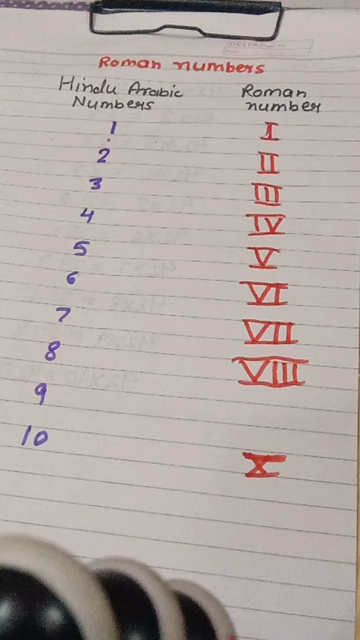 Roman numbers
Hindu Arabic Numbers Roman number
1 I
2 II
3 III
4 IV
5 V
6 VI
7 VII
8 VIII
9
10 X